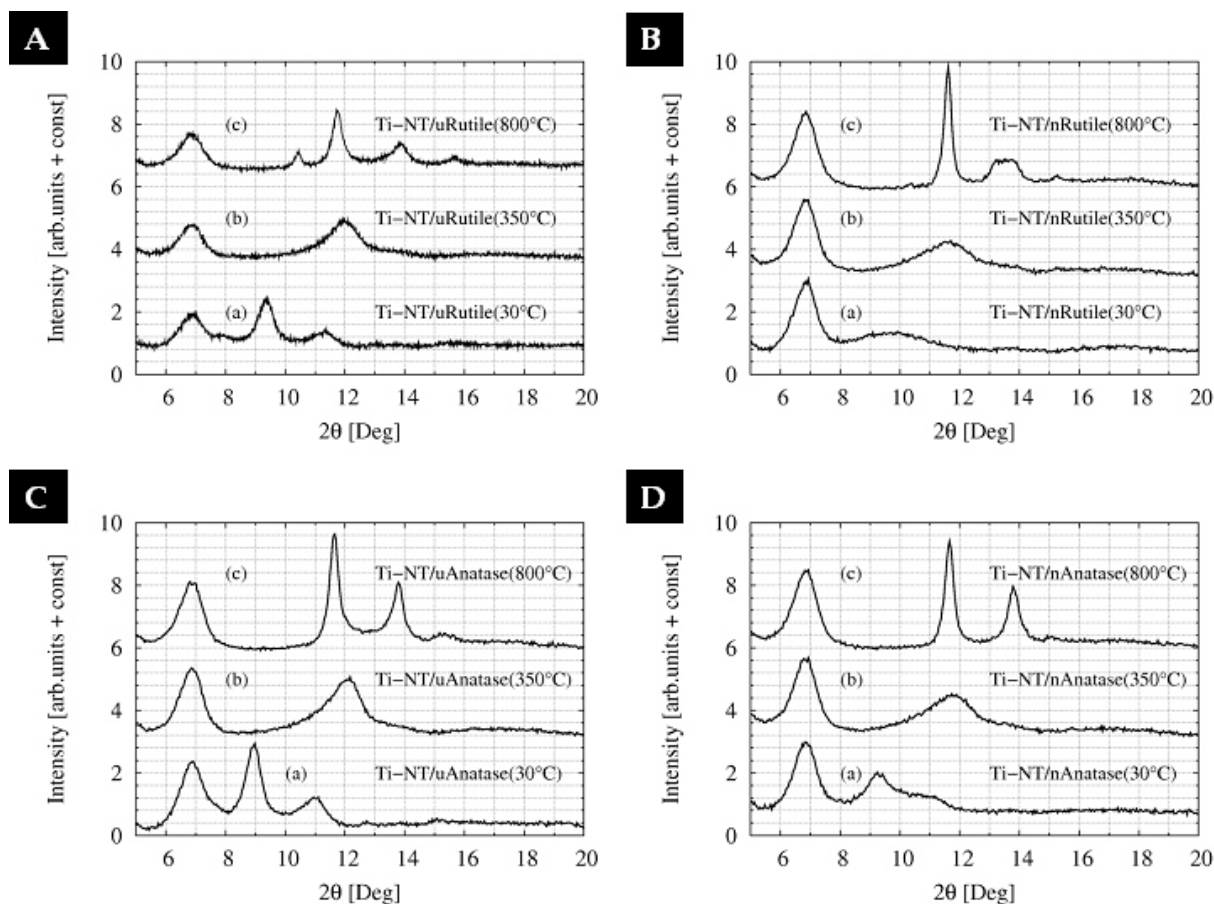 A
Intensity [arb.units + const]
10
8
6
4
2
0
(c)
Ti−NT/uRutile(800°C)
(b)
Ti−NT/uRutile(350°C)
(a)
Ti−NT/uRutile(30°C)
6 8 10 12 14 16 18 20
2θ [Deg]
B
Intensity [arb.units + const]
10
8
6
4
2
0
(c)
Ti−NT/nRutile(800°C)
(b)
Ti−NT/nRutile(350°C)
(a)
Ti−NT/nRutile(30°C)
6 8 10 12 14 16 18 20
2θ [Deg]
C
Intensity [arb.units + const]
10
8
6
4
2
0
(c)
Ti−NT/uAnatase(800°C)
(b)
Ti−NT/uAnatase(350°C)
(a)
Ti−NT/uAnatase(30°C)
6 8 10 12 14 16 18 20
2θ [Deg]
D
Intensity [arb.units + const]
10
8
6
4
2
0
(c)
Ti−NT/nAnatase(800°C)
(b)
Ti−NT/nAnatase(350°C)
(a)
Ti−NT/nAnatase(30°C)
6 8 10 12 14 16 18 20
2θ [Deg]